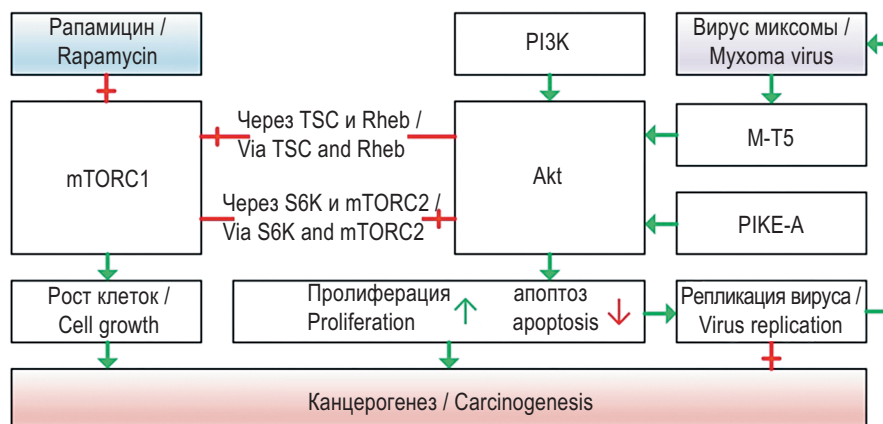 Рапамицин /
Rapamycin
PI3K
Вирус миксомы /
Myxoma virus
mTORC1
Через TSC и Rheb /
Via TSC and Rheb
Через S6K и mTORC2 /
Via S6K and mTORC2
Akt
M-T5
PIKE-A
Рост клеток /
Cell growth
Пролиферация
Proliferation
апоптоз
apoptosis
Репликация вируса /
Virus replication
Канцерогенез / Carcinogenesis